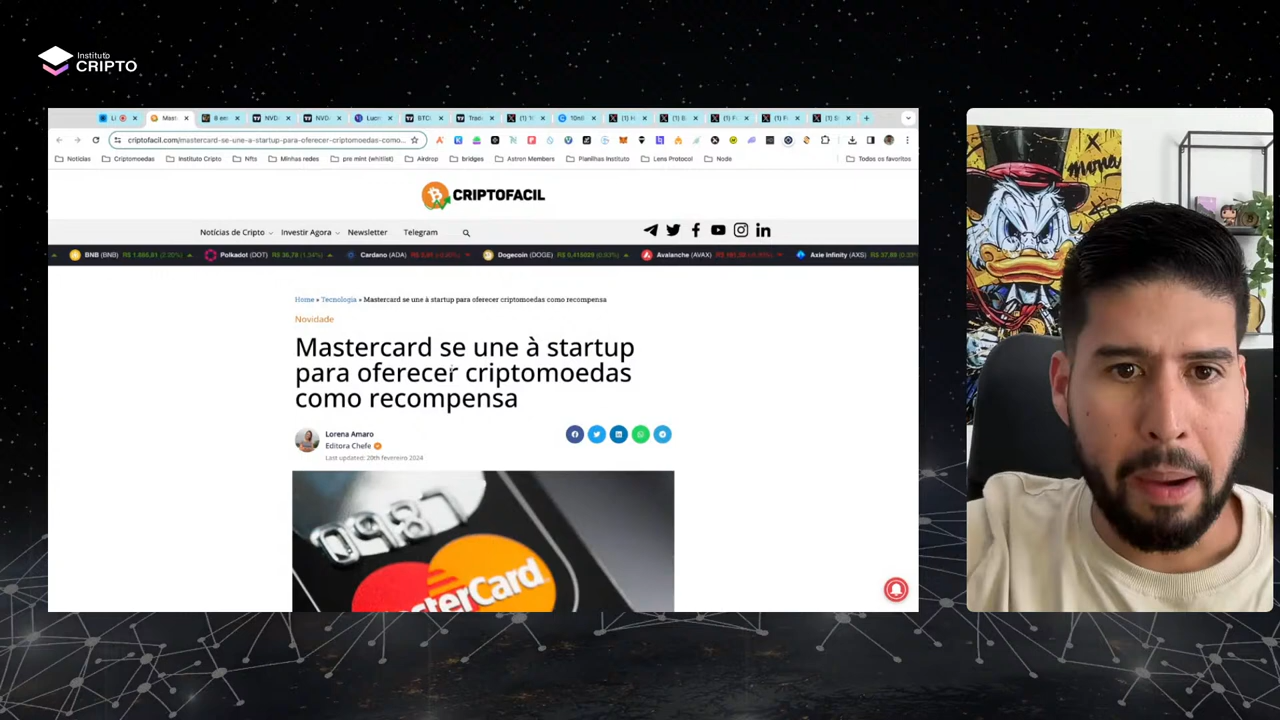 Instituto
CRIPTO
criptofacil.com/mastercard-se-une-a-startup-para-oferecer-criptomoedas-como...
Notícias
Criptomoedas
Instituto Cripto
Nfts
Minhas redes
pre mint (whitlist)
Airdrop
bridges
Astron Members
Planilhas Instituto
Lens Protocol
Node
Todos os favoritos
CRIPTOFACIL
Notícias de Cripto
Investir Agora
Newsletter
Telegram
BNB (BNB)
Polkadot (DOT)
Cardano (ADA)
Dogecoin (DOGE)
Avalanche (AVAX)
Axie Infinity (AXS)
Home » Tecnologia » Mastercard se une à startup para oferecer criptomoedas como recompensa
Novidade
Mastercard se une à startup
para oferecer criptomoedas
como recompensa
Lorena Amaro
Editora Chefe
Last updated: 20th fevereiro 2024
0987
MasterCard
mona